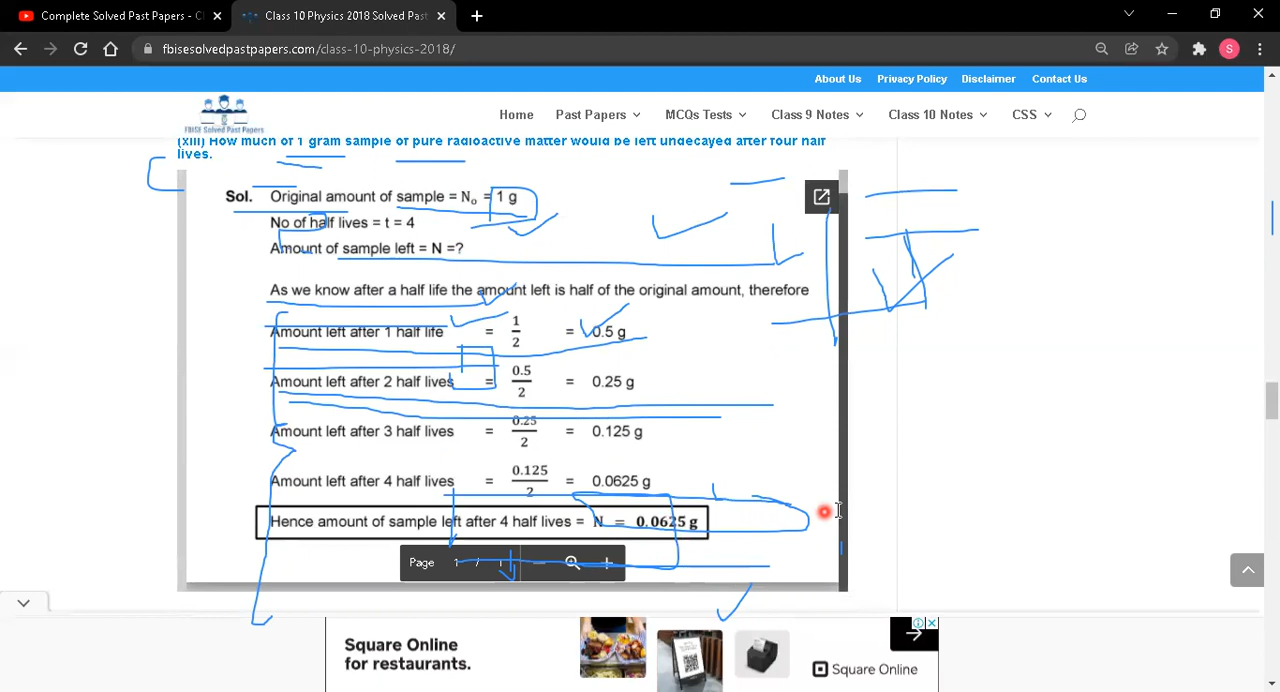 Complete Solved Past Papers - C
Class 10 Physics 2018 Solved Past
fbisesolvedpastpapers.com/class-10-physics-2018/
S
About Us Privacy Policy Disclaimer Contact Us
FBISE Solved Past Papers
Home Past Papers MCQs Tests Class 9 Notes Class 10 Notes CSS
(xiii) How much of 1 gram sample of pure radioactive matter would be left undecayed after four half
lives.
Sol. Original amount of sample = N₀ = 1 g
No of half lives = t = 4
Amount of sample left = N =?
As we know after a half life the amount left is half of the original amount, therefore
Amount left after 1 half life = 1/2 = 0.5 g
Amount left after 2 half lives = 0.5/2 = 0.25 g
Amount left after 3 half lives = 0.25/2 = 0.125 g
Amount left after 4 half lives = 0.125/2 = 0.0625 g
Hence amount of sample left after 4 half lives = N = 0.0625 g
Page 1 / 1
Square Online
for restaurants.
Square Online